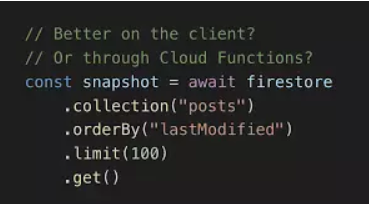 // Better on the client?
// Or through Cloud Functions?
const snapshot = await firestore
    .collection("posts")
    .orderBy("lastModified")
    .limit(100)
    .get()